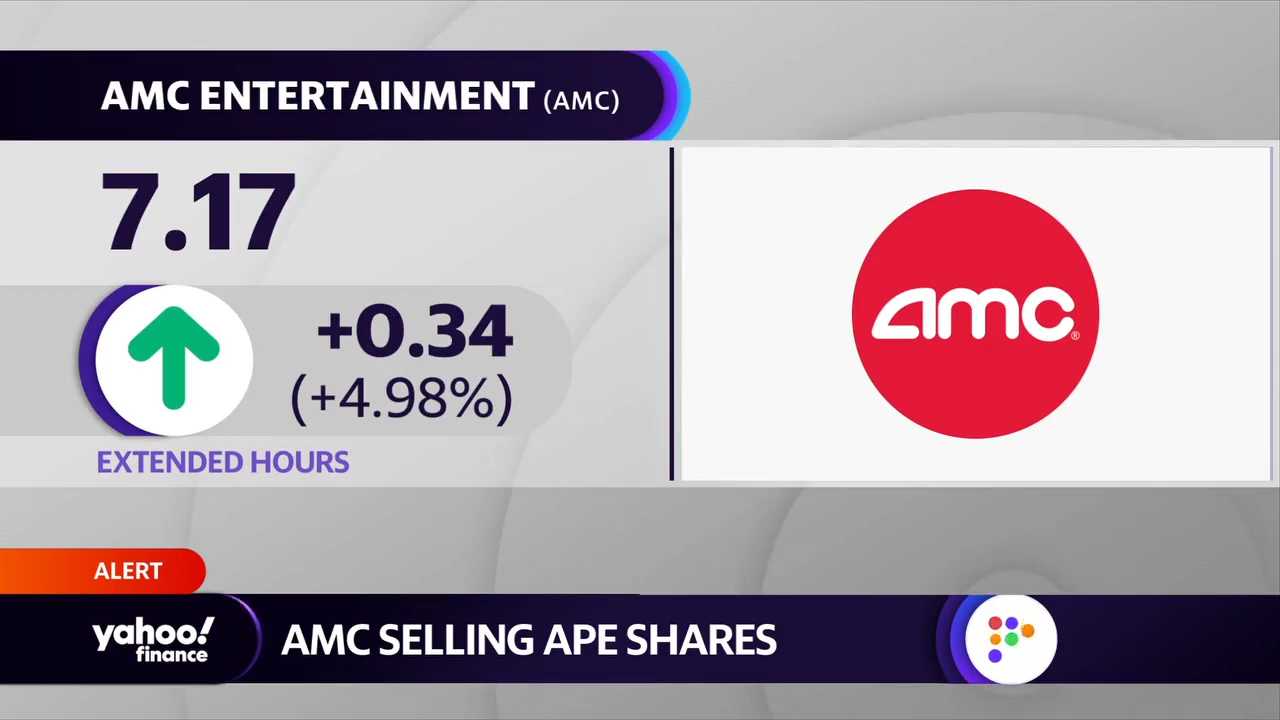 AMC ENTERTAINMENT (AMC)
7.17
+0.34
(+4.98%)
EXTENDED HOURS
amc®
ALERT
yahoo!
finance
AMC SELLING APE SHARES